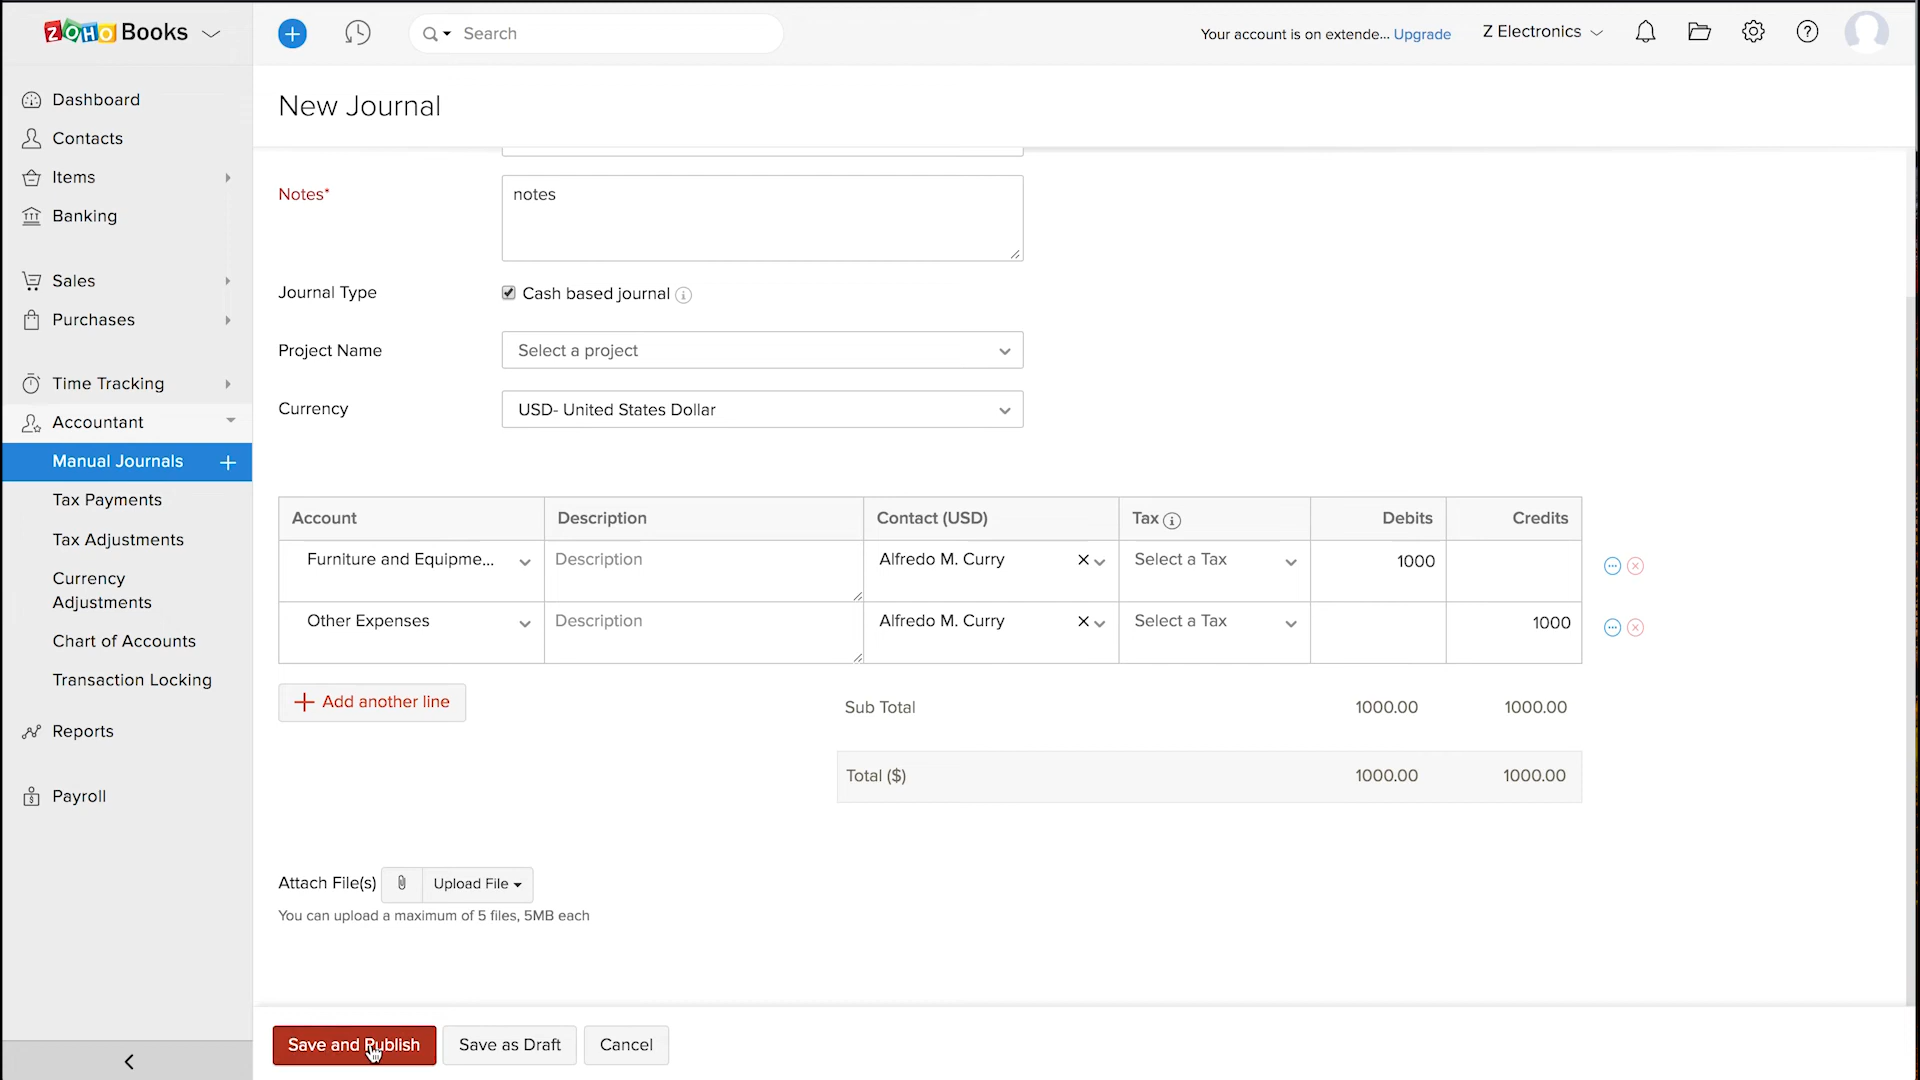 ZOHO Books
Search
Your account is on extende... Upgrade
Z Electronics
Dashboard
Contacts
Items
Banking
Sales
Purchases
Time Tracking
Accountant
Manual Journals
Tax Payments
Tax Adjustments
Currency
Adjustments
Chart of Accounts
Transaction Locking
Reports
Payroll
New Journal
Notes*
notes
Journal Type
Cash based journal
Project Name
Select a project
Currency
USD- United States Dollar
Account Description Contact (USD) Tax Debits Credits
Furniture and Equipme... Description Alfredo M. Curry Select a Tax 1000
Other Expenses Description Alfredo M. Curry Select a Tax 1000
Add another line
Sub Total 1000.00 1000.00
Total ($) 1000.00 1000.00
Attach File(s) Upload File
You can upload a maximum of 5 files, 5MB each
Save and Publish Save as Draft Cancel